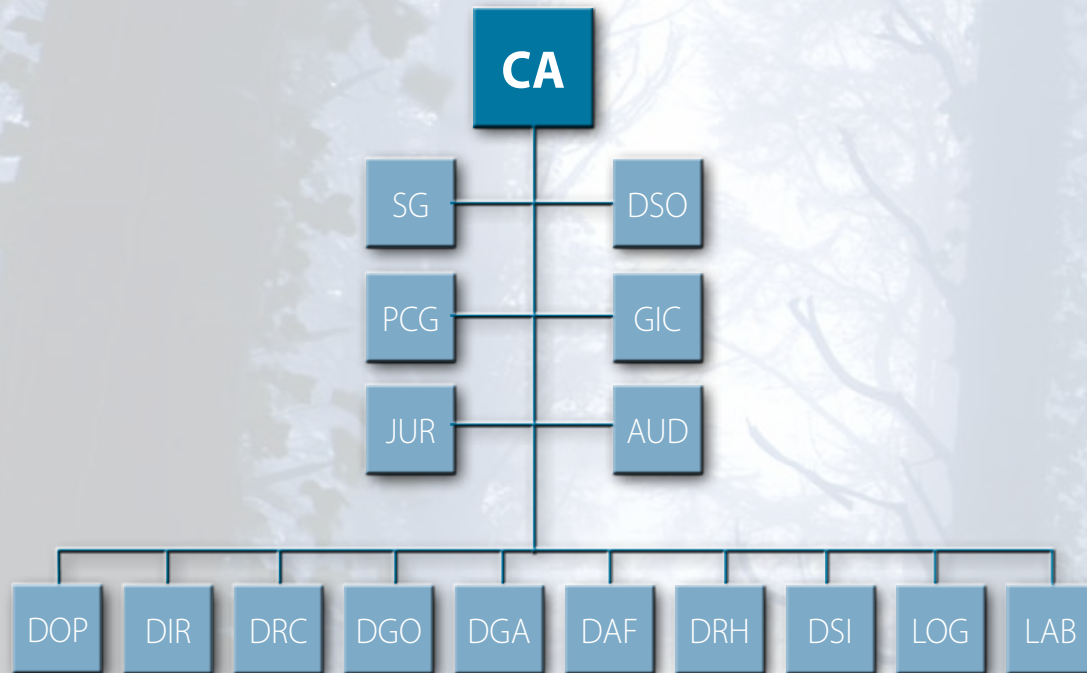 CA
SG
DSO
PCG
GIC
JUR
AUD
DOP
DIR
DRC
DGO
DGA
DAF
DRH
DSI
LOG
LAB